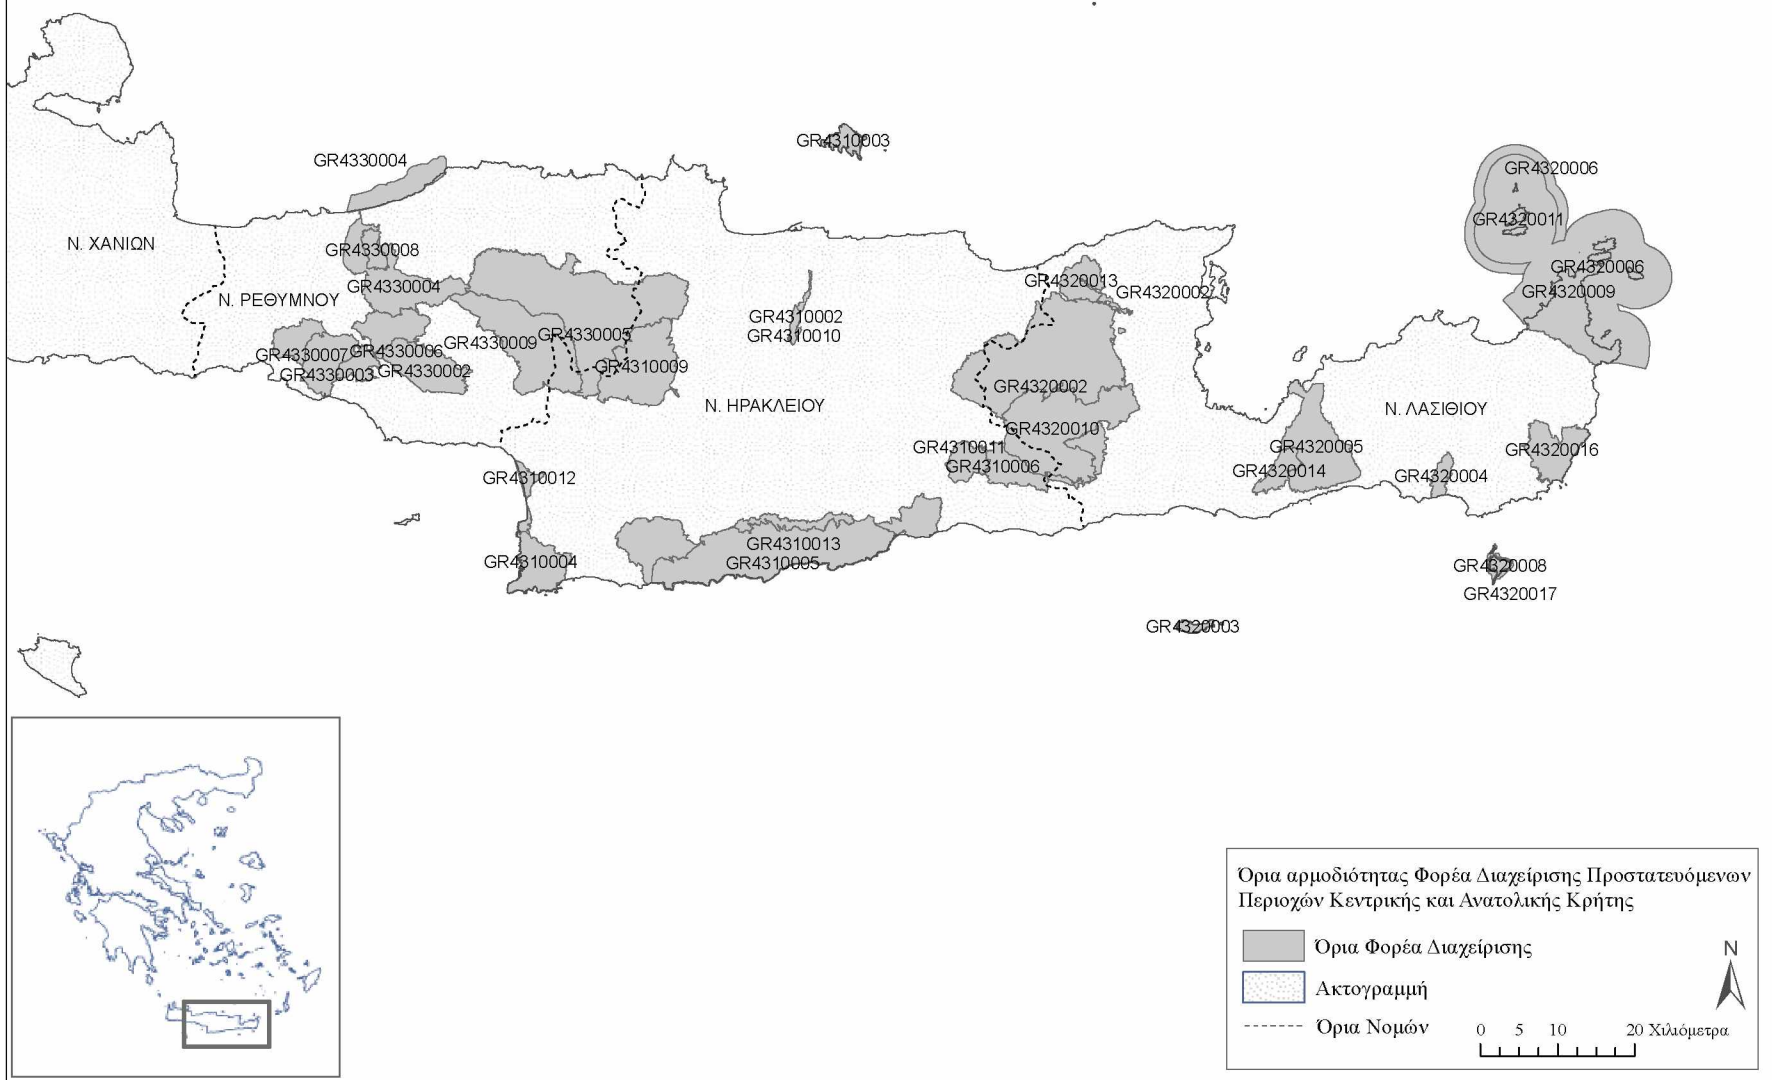 GR4310003
GR4330004
GR4320006
GR4320011
Ν. ΧΑΝΙΩΝ
GR4330008
GR4320006
GR4320013
GR4330004
GR4320002
GR4320009
Ν. ΡΕΘΥΜΝΟΥ
GR4310002
GR4310010
GR4330005
GR4330009
GR4330007
GR4330006
GR4310009
GR4330003
GR4330002
GR4320002
Ν. ΗΡΑΚΛΕΙΟΥ
Ν. ΛΑΣΙΘΙΟΥ
GR4320010
GR4310011
GR4310006
GR4320005
GR4320014
GR4320016
GR4320004
GR4310012
GR4310013
GR4310005
GR4310004
GR4320008
GR4320017
GR4320003
Όρια αρμοδιότητας Φορέα Διαχείρισης Προστατευόμενων
Περιοχών Κεντρικής και Ανατολικής Κρήτης
Όρια Φορέα Διαχείρισης
Ακτογραμμή
Όρια Νομών
N
0 5 10 20 Χιλιόμετρα